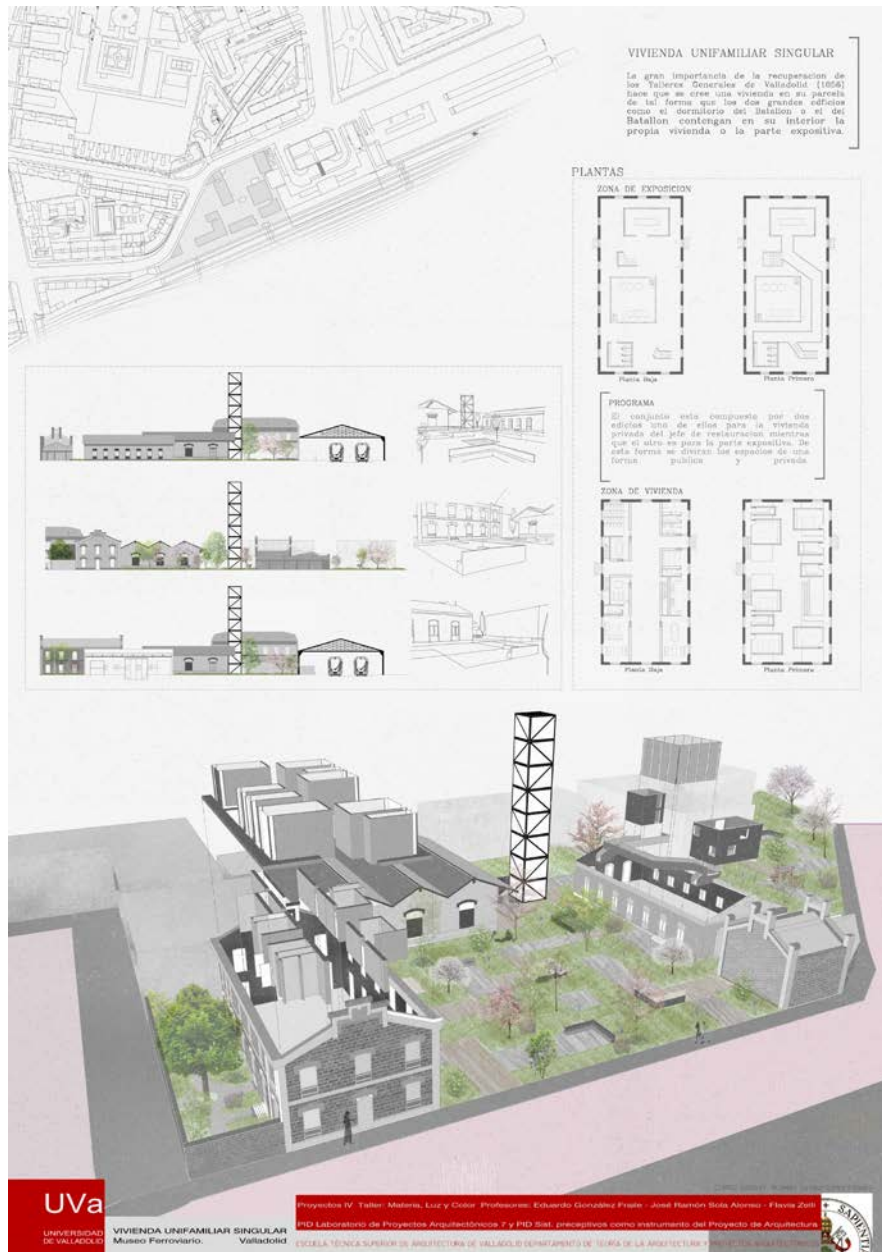 VIVIENDA UNIFAMILIAR SINGULAR
La gran importancia de la recuperacion de
los Talleres Generales de Valladolid (1856)
hace que se cree una vivienda en su parcela
de tal forma que los dos grandes edificios
como el dormitorio del Batallon o el del
Batallon contengan en su interior la
propia vivienda o la parte expositiva.
PLANTAS
ZONA DE EXPOSICION
Planta Baja
Planta Primera
PROGRAMA
El conjunto esta compuesto por dos
edicios uno de ellos para la vivienda
privada del jefe de restauracion mientras
que el otro es para la parte expositiva. De
esta forma se diviran los espacios de una
forma publica y privada.
ZONA DE VIVIENDA
Planta Baja
Planta Primera
UVa
UNIVERSIDAD
DE VALLADOLID
VIVIENDA UNIFAMILIAR SINGULAR
Museo Ferroviario. Valladolid
Proyectos IV Taller: Materia, Luz y Color Profesores: Eduardo González Fraile - José Ramón Sola Alonso - Flavia Zelli
PID Laboratorio de Proyectos Arquitectónicos 7 y PID Sist. preceptivos como instrumento del Proyecto de Arquitectura
ESCUELA TÉCNICA SUPERIOR DE ARQUITECTURA DE VALLADOLID DEPARTAMENTO DE TEORÍA DE LA ARQUITECTURA Y PROYECTOS ARQUITECTÓNICOS
SAPIENTIA